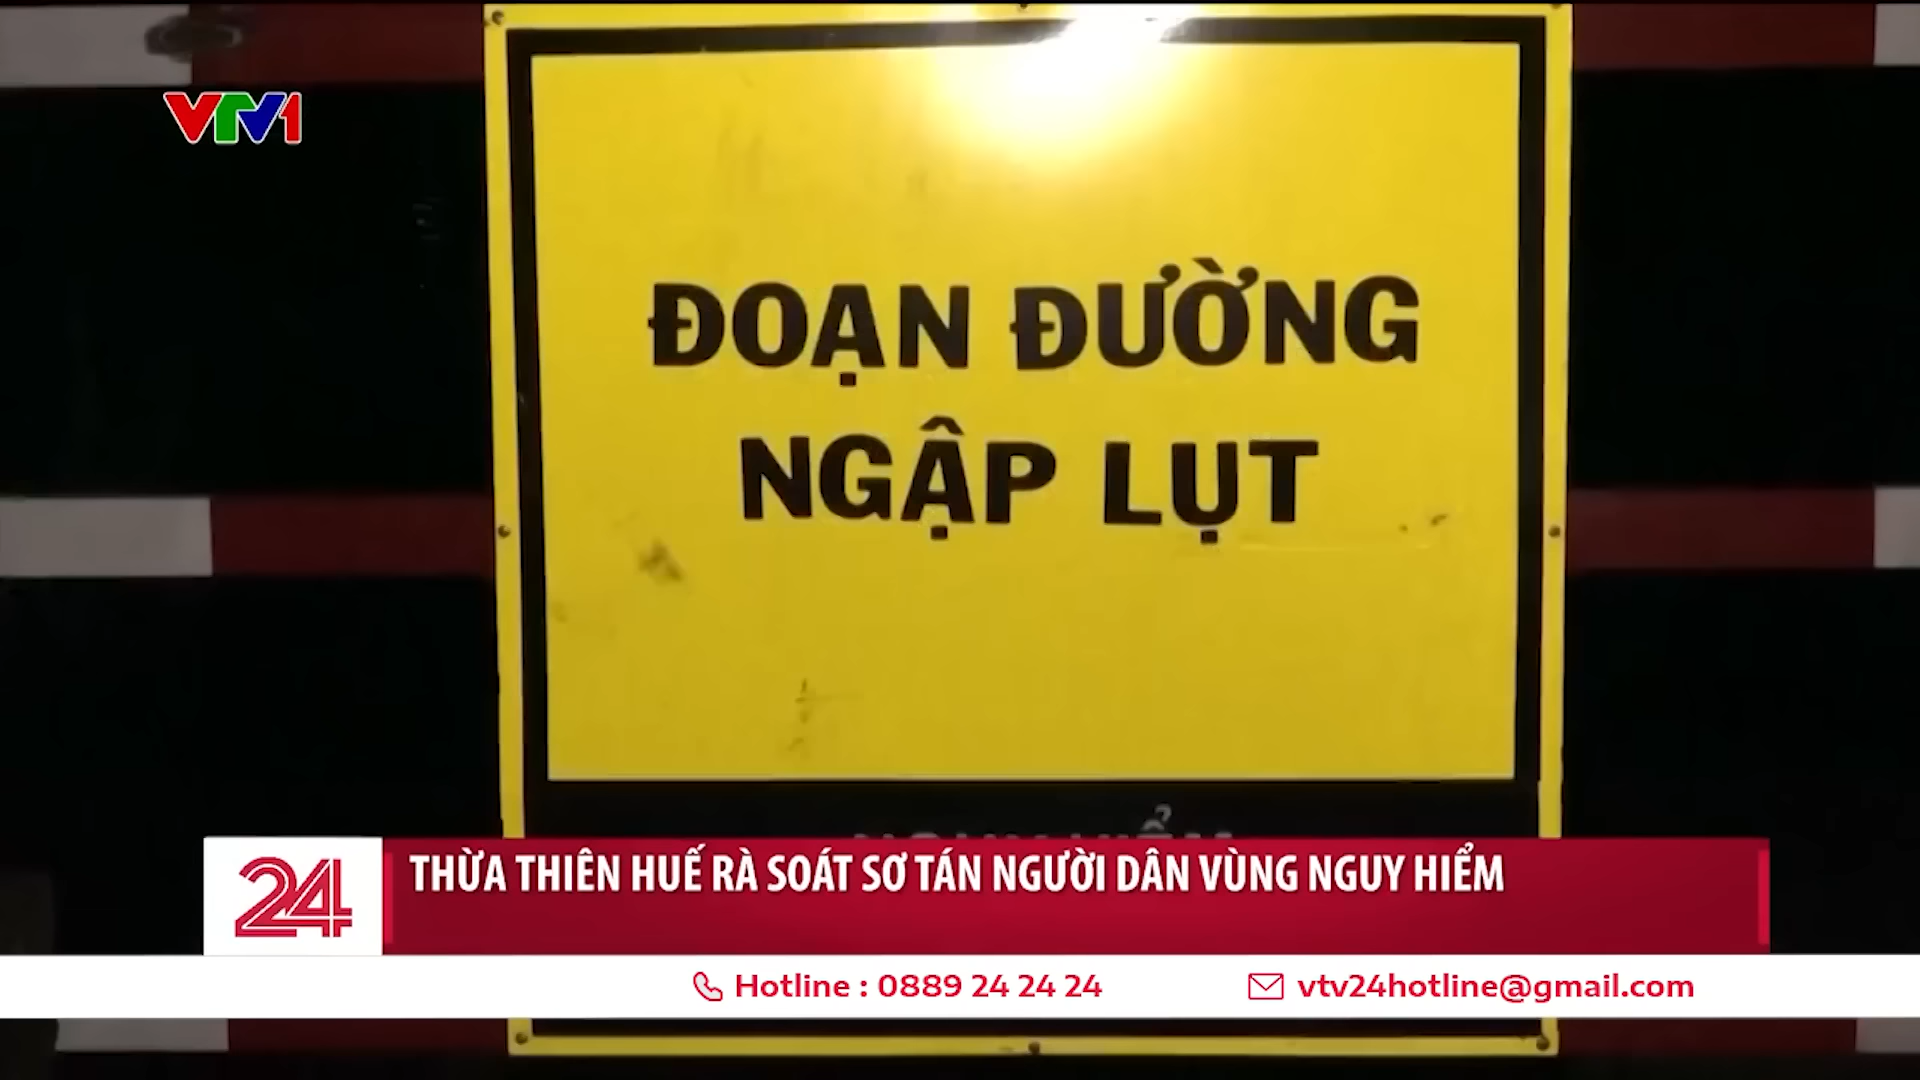 VTV1
ĐOẠN ĐƯỜNG
NGẬP LỤT
24
THỪA THIÊN HUẾ RÀ SOÁT SƠ TÁN NGƯỜI DÂN VÙNG NGUY HIỂM
Hotline : 0889 24 24 24
vtv24hotline@gmail.com